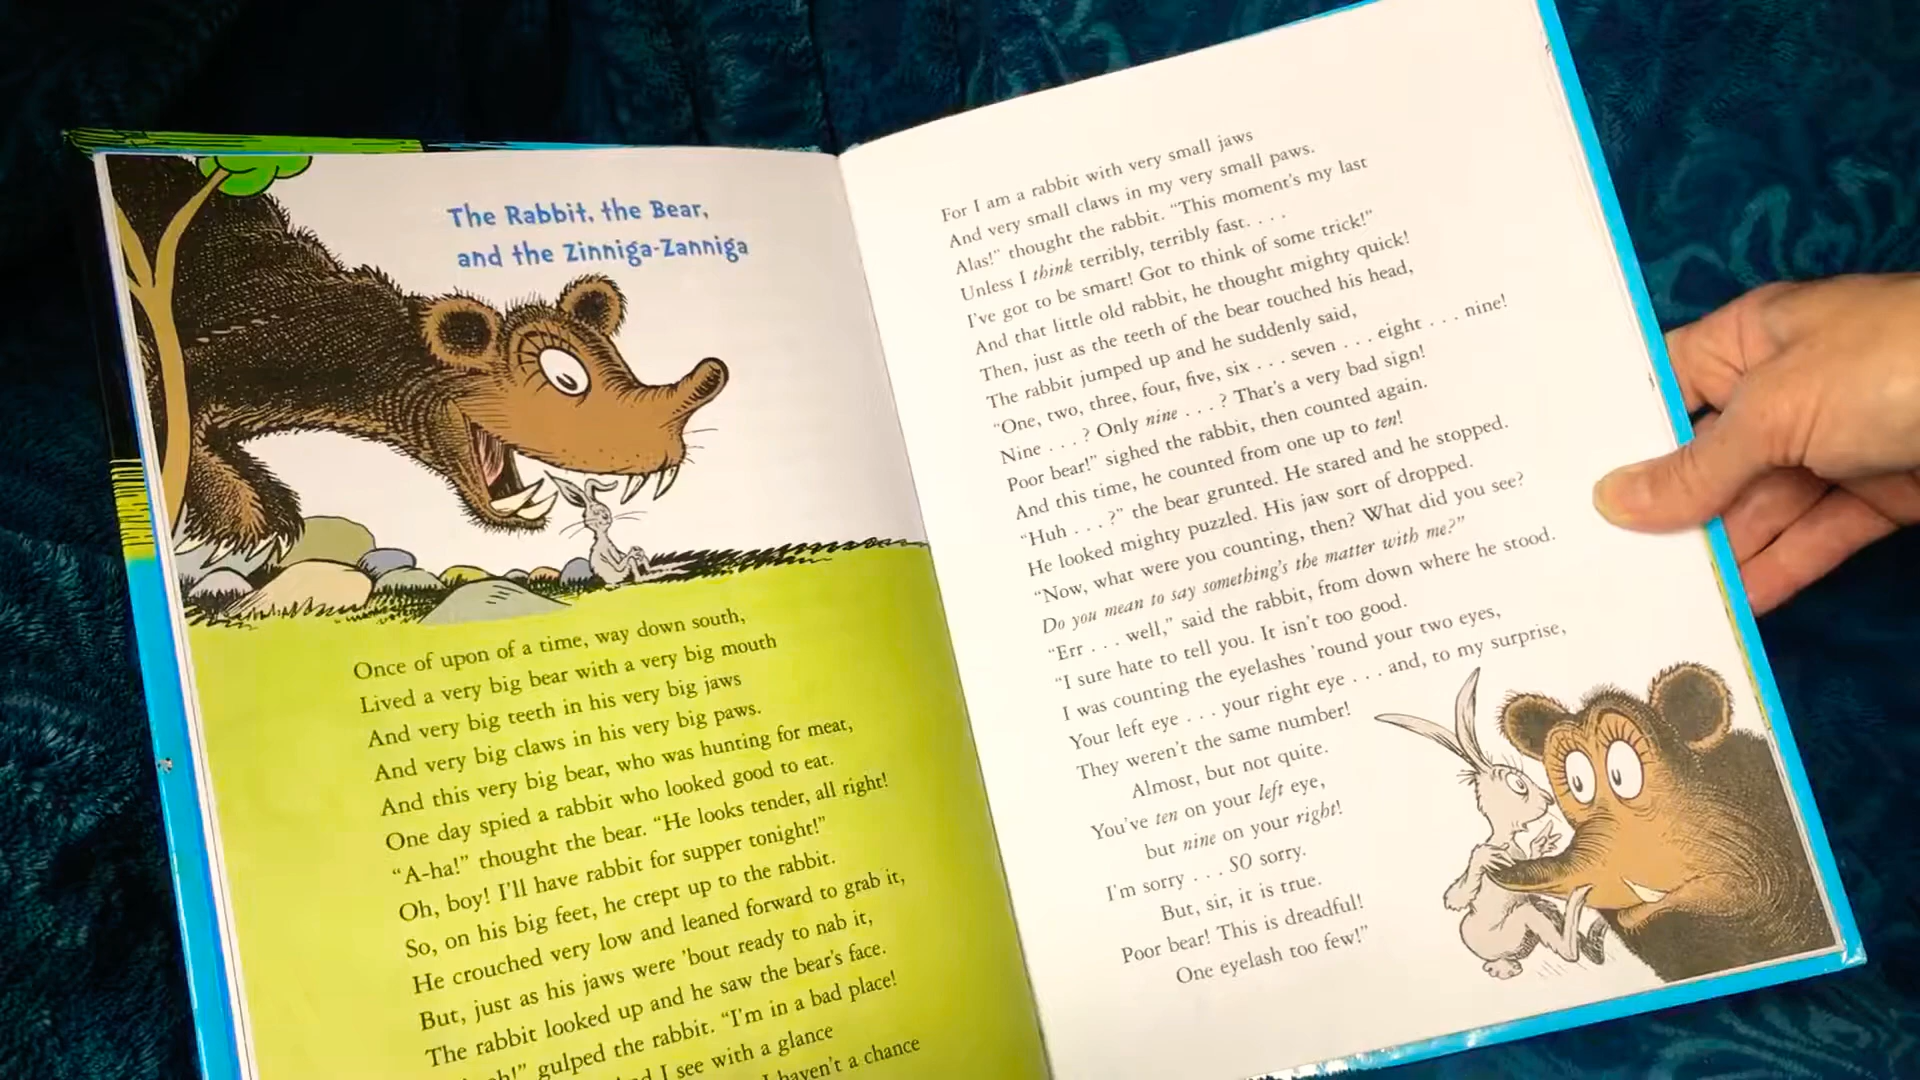 The Rabbit, the Bear,
and the Zinniga-Zanniga
Once of upon of a time, way down south,
Lived a very big bear with a very big mouth
And very big teeth in his very big jaws
And very big claws in his very big paws.
And this very big bear, who was hunting for meat,
One day spied a rabbit who looked good to eat.
“A-ha!” thought the bear. “He looks tender, all right!
Oh, boy! I'll have rabbit for supper tonight!”
So, on his big feet, he crept up to the rabbit.
He crouched very low and leaned forward to grab it,
But, just as his jaws were 'bout ready to nab it,
The rabbit looked up and he saw the bear's face.
gulped the rabbit. “I'm in a bad place!
I see with a glance
I haven't a chance
For I am a rabbit with very small jaws
And very small claws in my very small paws.
Alas!” thought the rabbit. “This moment's my last
Unless I think terribly, terribly fast. . . .
I've got to be smart! Got to think of some trick!”
And that little old rabbit, he thought mighty quick!
Then, just as the teeth of the bear touched his head,
The rabbit jumped up and he suddenly said,
“One, two, three, four, five, six . . . seven . . . eight . . . nine!
Nine . . . .? Only nine . . . .? That's a very bad sign!
Poor bear!” sighed the rabbit, then counted again.
And this time, he counted from one up to ten!
“Huh . . . .?” the bear grunted. He stared and he stopped.
He looked mighty puzzled. His jaw sort of dropped.
“Now, what were you counting, then? What did you see?
Do you mean to say something's the matter with me?”
“Err . . . well,” said the rabbit, from down where he stood.
“I sure hate to tell you. It isn't too good.
I was counting the eyelashes 'round your two eyes,
Your left eye . . . your right eye . . . and, to my surprise,
They weren't the same number!
Almost, but not quite.
You've ten on your left eye,
but nine on your right!
I'm sorry . . . SO sorry.
But, sir, it is true.
Poor bear! This is dreadful!
One eyelash too few!”